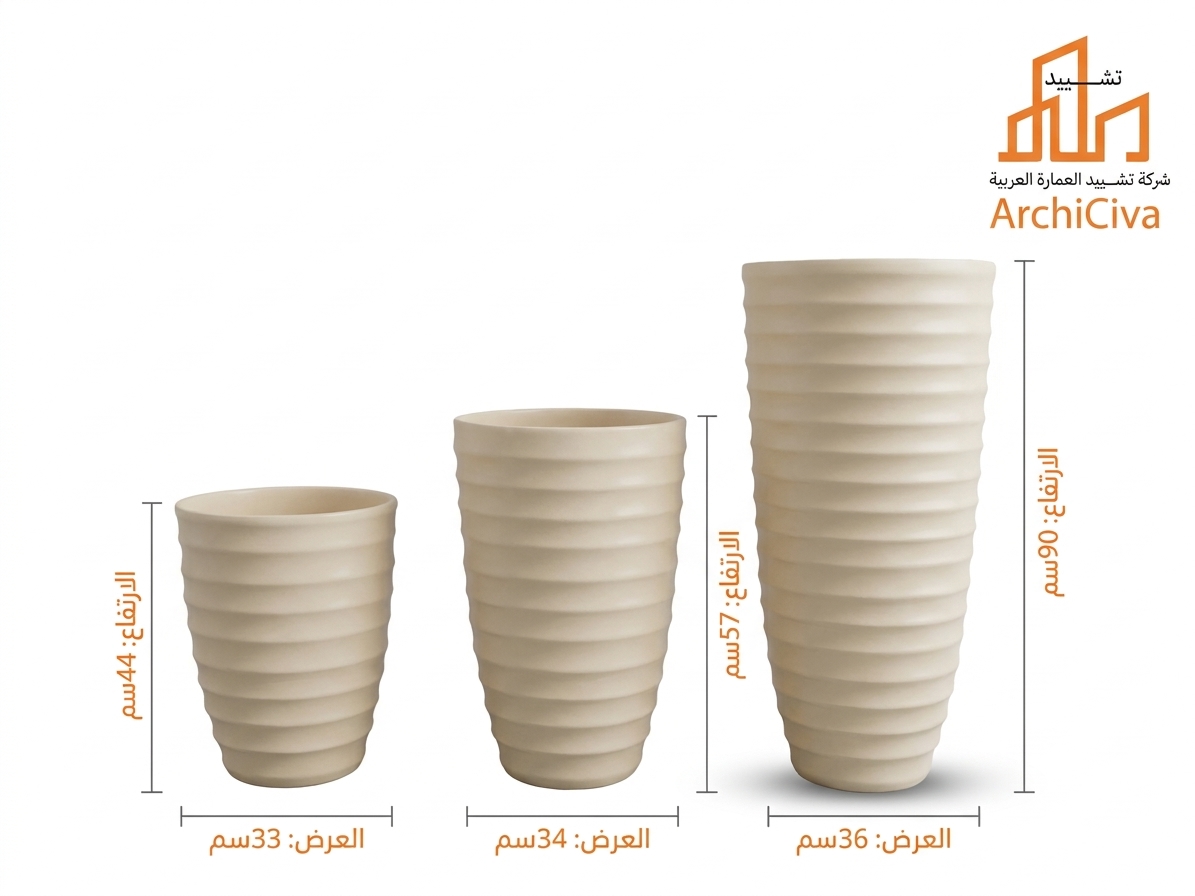 تشـــييد
شركة تشـــييد العمارة العربية
ArchiCiva
الارتفاع: 44سم
الارتفاع: 57سم
الارتفاع: 90سم
العرض: 33سم
العرض: 34سم
العرض: 36سم